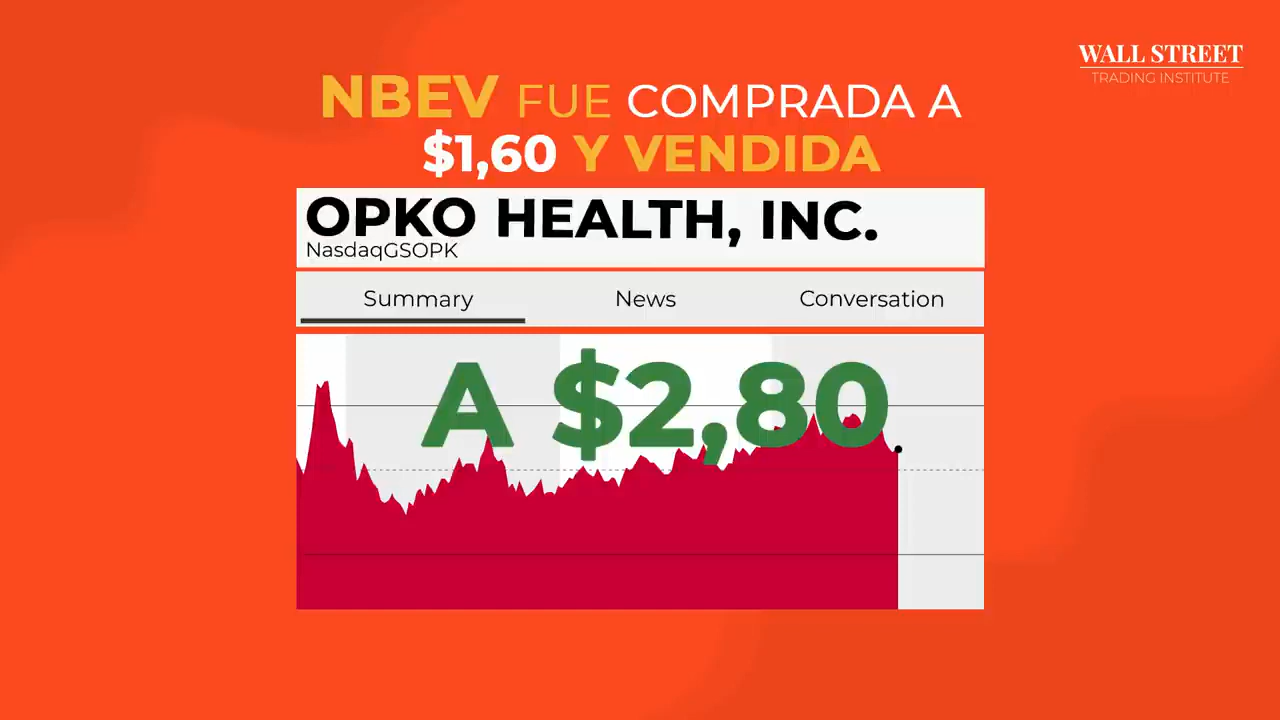 WALL STREET
TRADING INSTITUTE
NBEV FUE COMPRADA A
$1,60 Y VENDIDA
OPKO HEALTH, INC.
NasdaqGSOPK
Summary News Conversation
A $2,80.